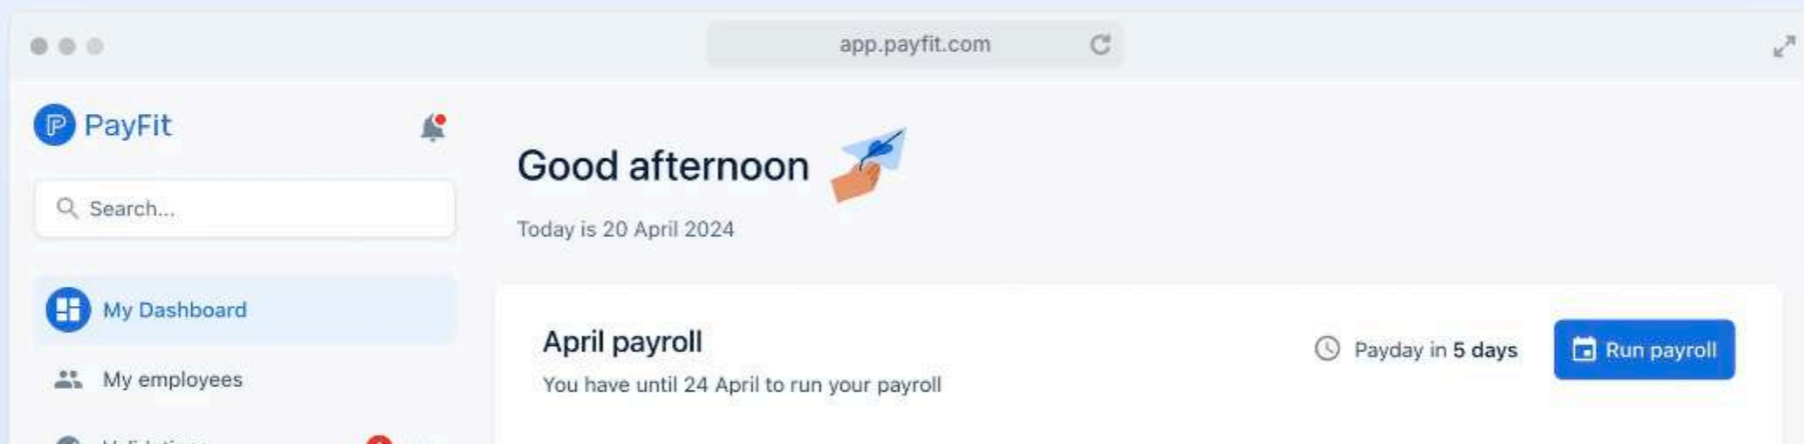 app.payfit.com
PayFit
Search...
My Dashboard
My employees
Good afternoon
Today is 20 April 2024
April payroll
You have until 24 April to run your payroll
Payday in 5 days
Run payroll